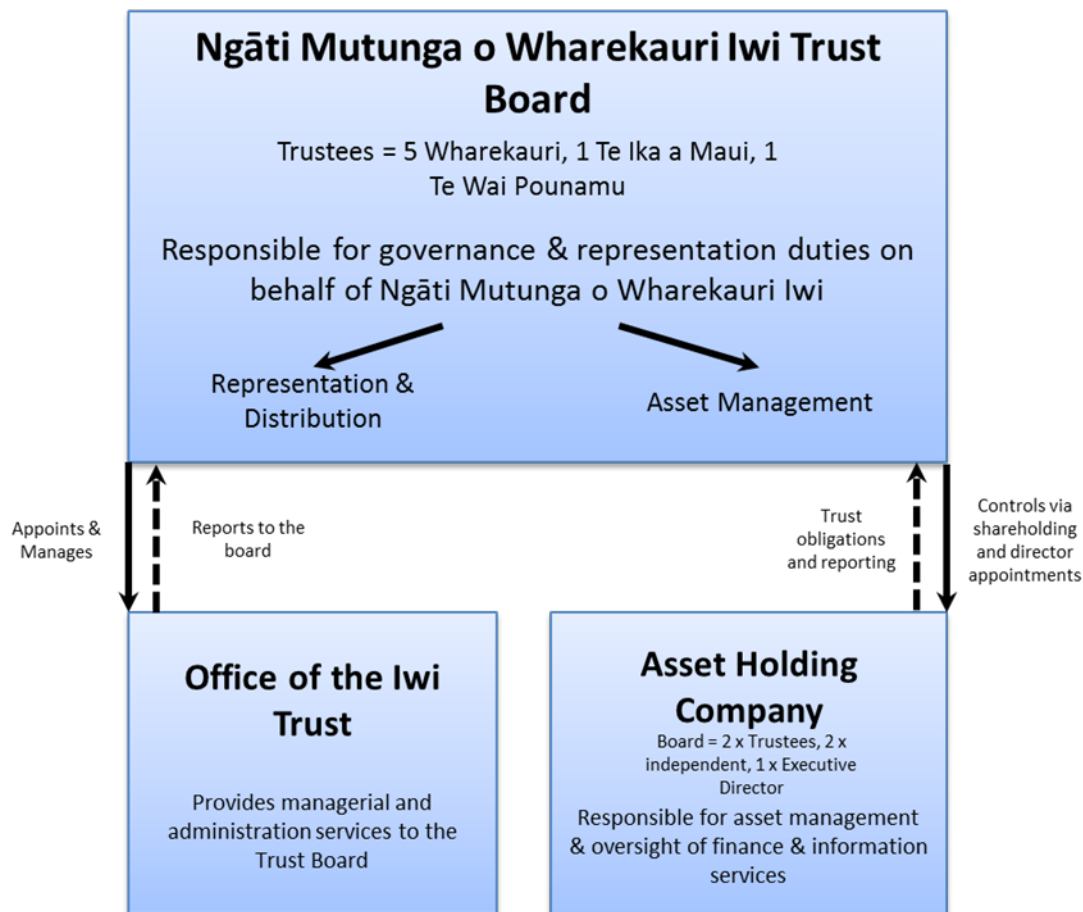 Ngāti Mutunga o Wharekauri Iwi Trust
Board
Trustees = 5 Wharekauri, 1 Te Ika a Maui, 1
Te Wai Pounamu
Responsible for governance & representation duties on
behalf of Ngāti Mutunga o Wharekauri Iwi
Representation &
Distribution
Asset Management
Appoints &
Manages
Reports to the
board
Trust
obligations
and reporting
Controls via
shareholding
and director
appointments
Office of the Iwi
Trust
Provides managerial and
administration services to the
Trust Board
Asset Holding
Company
Board = 2 x Trustees, 2 x
independent, 1 x Executive
Director
Responsible for asset management
& oversight of finance & information
services